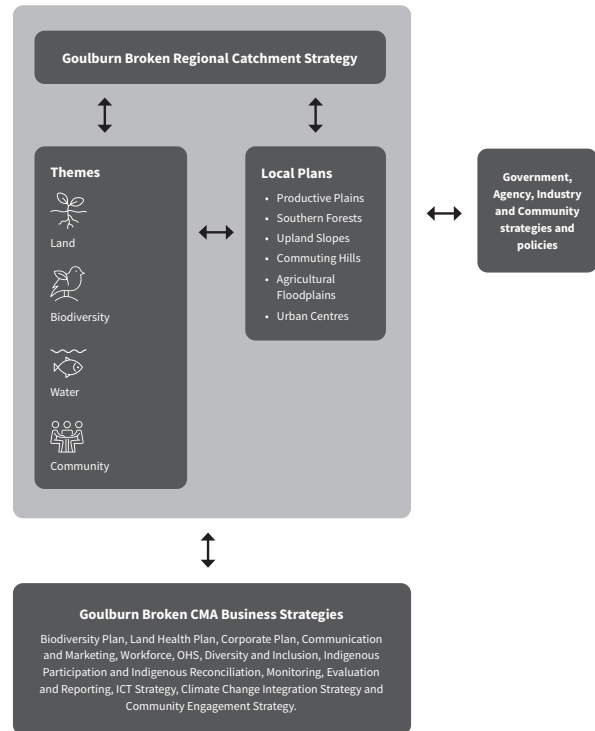 Goulburn Broken Regional Catchment Strategy
Themes
Land
Biodiversity
Water
Community
Local Plans
• Productive Plains
• Southern Forests
• Upland Slopes
• Commuting Hills
• Agricultural
Floodplains
• Urban Centres
Government,
Agency, Industry
and Community
strategies and
policies
Goulburn Broken CMA Business Strategies
Biodiversity Plan, Land Health Plan, Corporate Plan, Communication
and Marketing, Workforce, OHS, Diversity and Inclusion, Indigenous
Participation and Indigenous Reconciliation, Monitoring, Evaluation
and Reporting, ICT Strategy, Climate Change Integration Strategy and
Community Engagement Strategy.